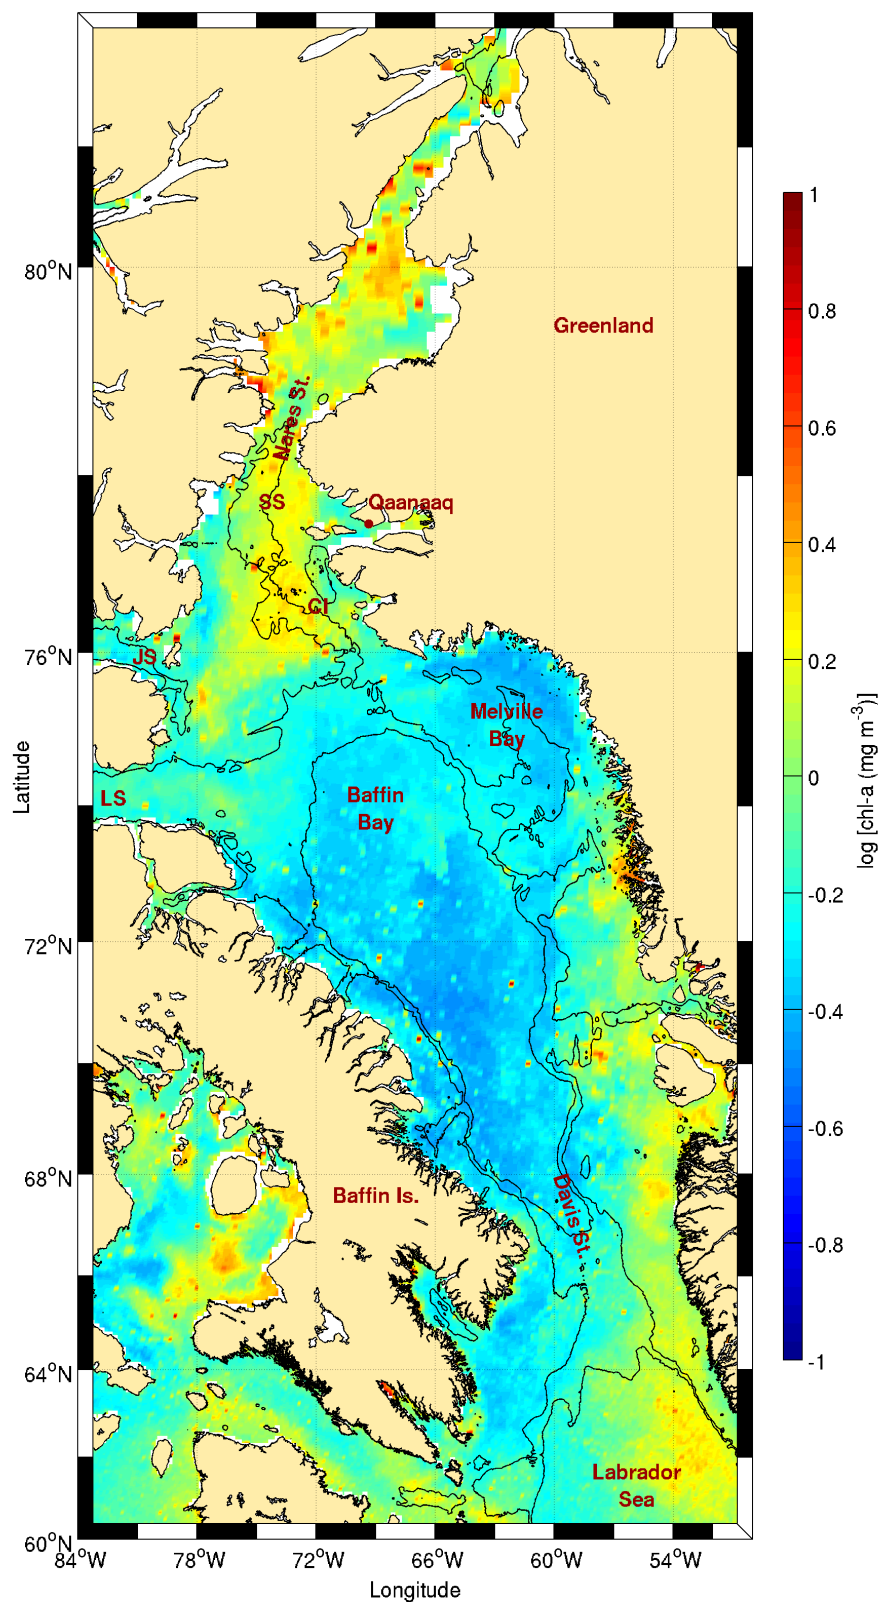 1
80°N
0.8
Greenland
Nares St.
0.6
SS
Qaanaaq
0.4
CI
76°N
JS
0.2
Melville
Bay
0
LS
Baffin
Bay
Latitude
log [chl-a (mg m⁻³)]
-0.2
72°N
-0.4
-0.6
68°N
Baffin Is.
Davis St.
-0.8
64°N
-1
Labrador
Sea
60°N
84°W 78°W 72°W 66°W 60°W 54°W
Longitude